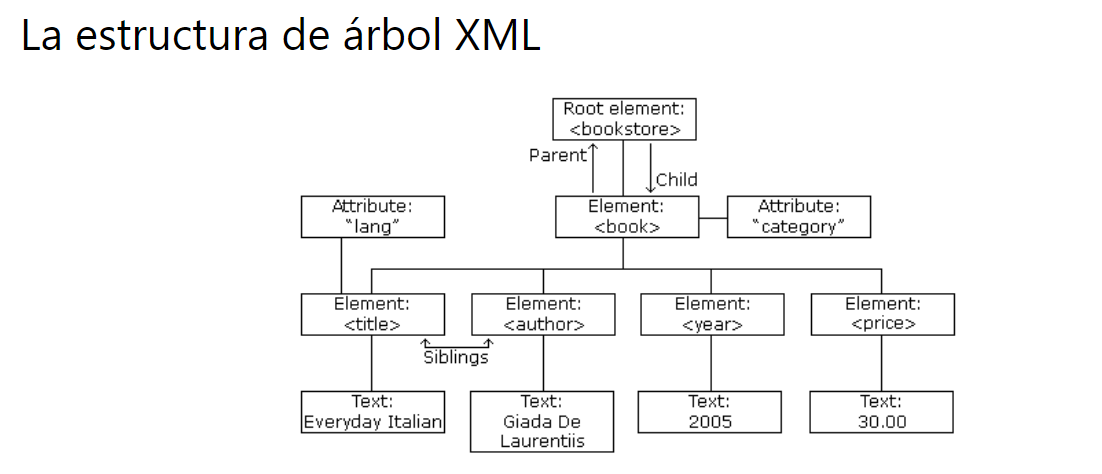 La estructura de árbol XML
Root element:
<bookstore>
Parent
Child
Attribute:
"lang"
Element:
<book>
Attribute:
"category"
Element:
<title>
Element:
<author>
Element:
<year>
Element:
<price>
Siblings
Text:
Everyday Italian
Text:
Giada De
Laurentiis
Text:
2005
Text:
30.00